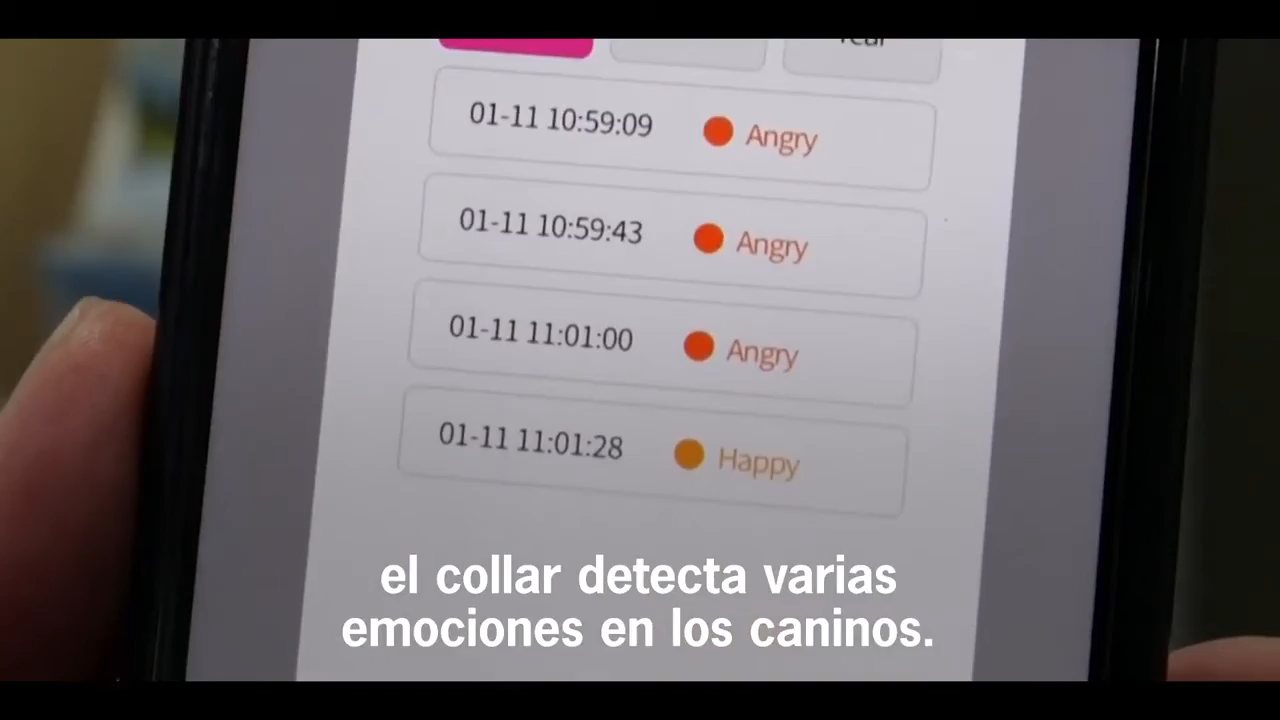 Year
01-11 10:59:09 Angry
01-11 10:59:43 Angry
01-11 11:01:00 Angry
01-11 11:01:28 Happy
el collar detecta varias
emociones en los caninos.